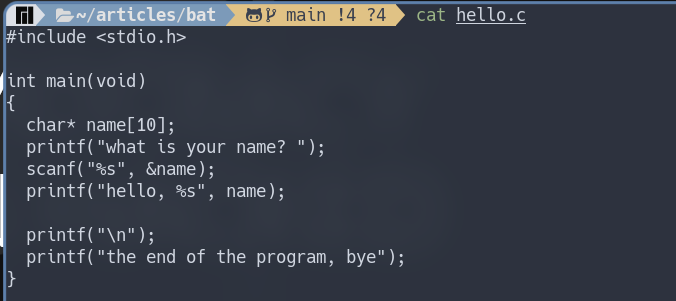 ~/articles/bat main !4 ?4 cat hello.c
#include <stdio.h>

int main(void)
{
  char* name[10];
  printf("what is your name? ");
  scanf("%s", &name);
  printf("hello, %s", name);

  printf("\n");
  printf("the end of the program, bye");
}